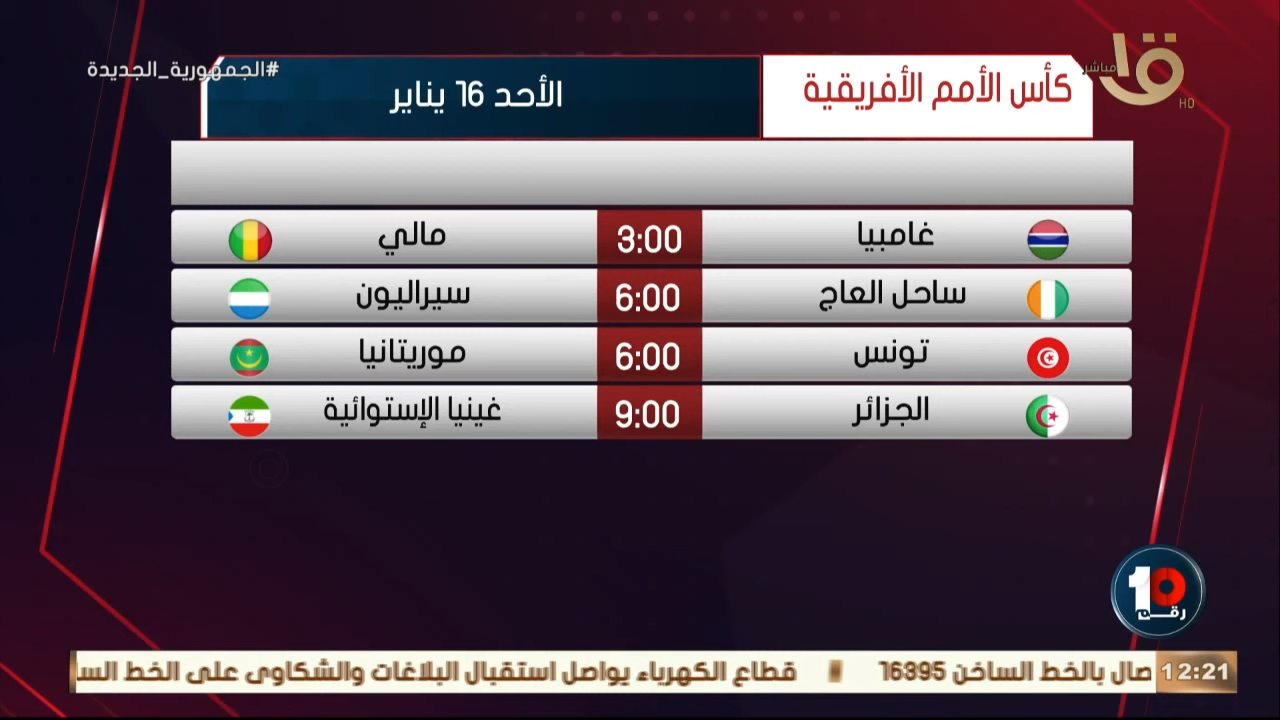 #الجمهورية_الجديدة
مباشر
HD
كأس الأمم الأفريقية
الأحد 16 يناير
غامبيا 3:00 مالي
ساحل العاج 6:00 سيراليون
تونس 6:00 موريتانيا
الجزائر 9:00 غينيا الإستوائية
10
رقم
12:21 صال بالخط الساخن 16395 قطاع الكهرباء يواصل استقبال البلاغات والشكاوى على الخط السا